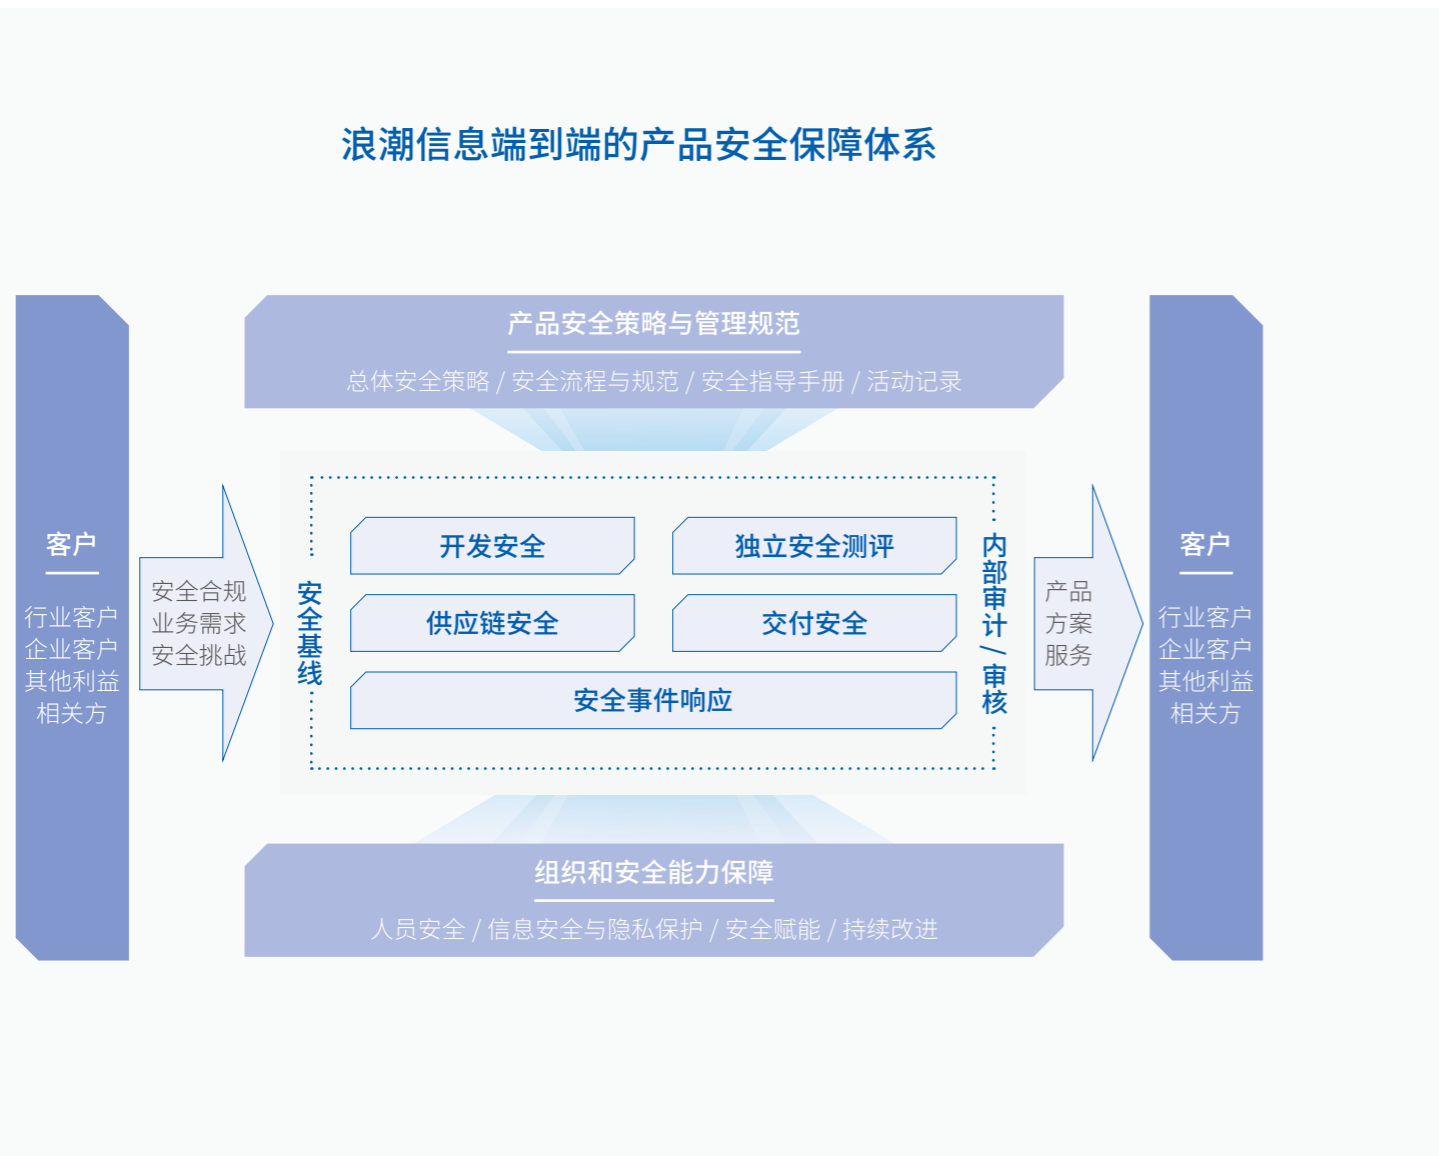 浪潮信息端到端的产品安全保障体系
产品安全策略与管理规范
总体安全策略 / 安全流程与规范 / 安全指导手册 / 活动记录
客户
行业客户
企业客户
其他利益
相关方
安全合规
业务需求
安全挑战
安全基线
开发安全
独立安全测评
供应链安全
交付安全
安全事件响应
内部审计 / 审核
产品
方案
服务
客户
行业客户
企业客户
其他利益
相关方
组织和安全能力保障
人员安全 / 信息安全与隐私保护 / 安全赋能 / 持续改进